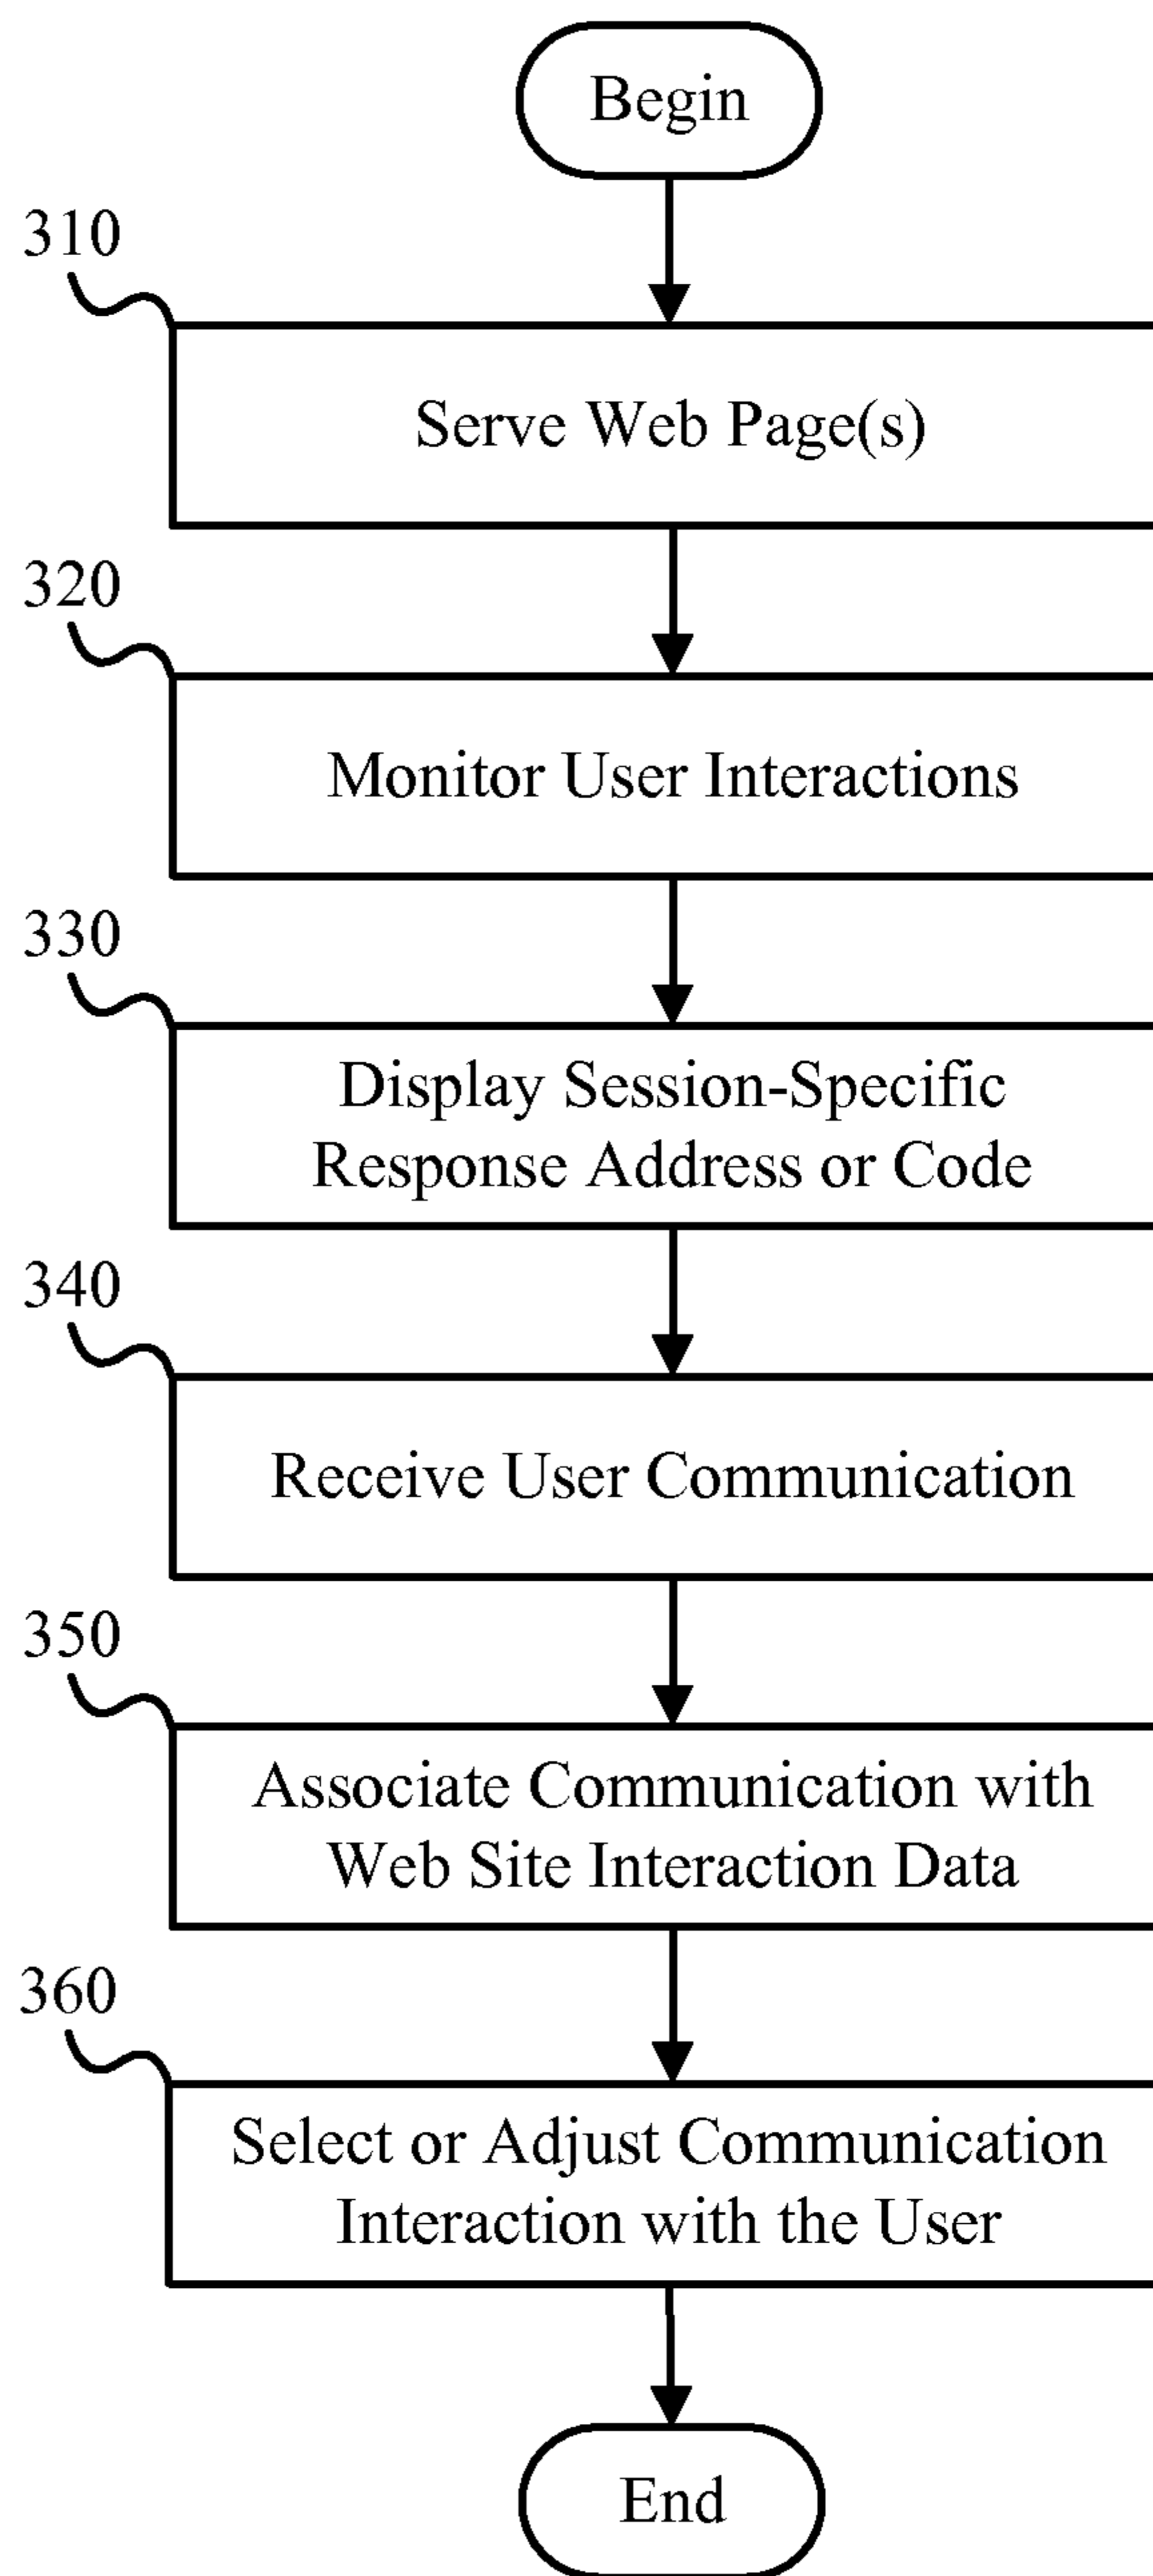 Begin
310
Serve Web Page(s)
320
Monitor User Interactions
330
Display Session-Specific
Response Address or Code
340
Receive User Communication
350
Associate Communication with
Web Site Interaction Data
360
Select or Adjust Communication
Interaction with the User
End